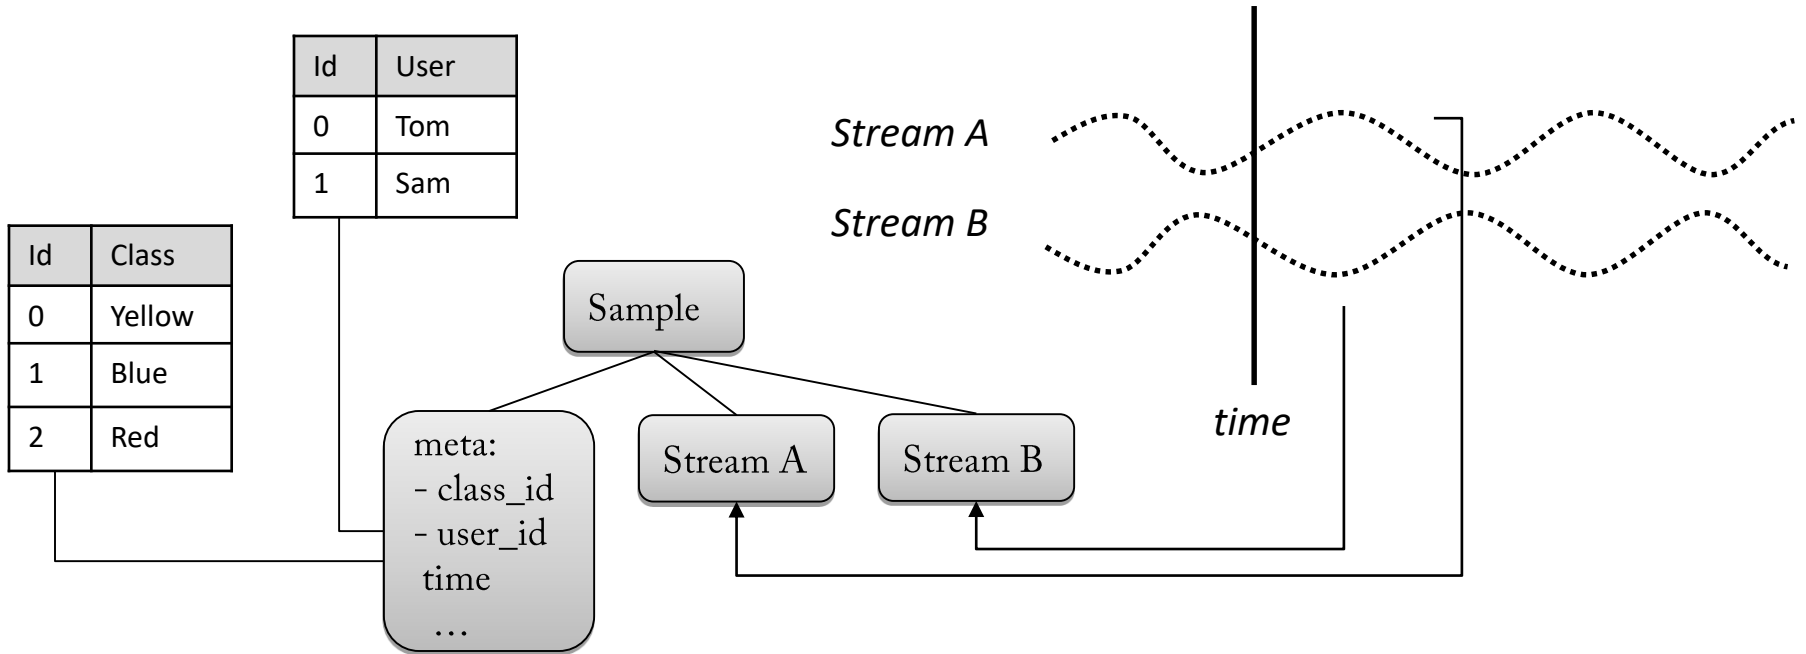 Id User
0 Tom
1 Sam
Id Class
0 Yellow
1 Blue
2 Red
Sample
meta:
- class_id
- user_id
time
...
Stream A
Stream B
Stream A
Stream B
time